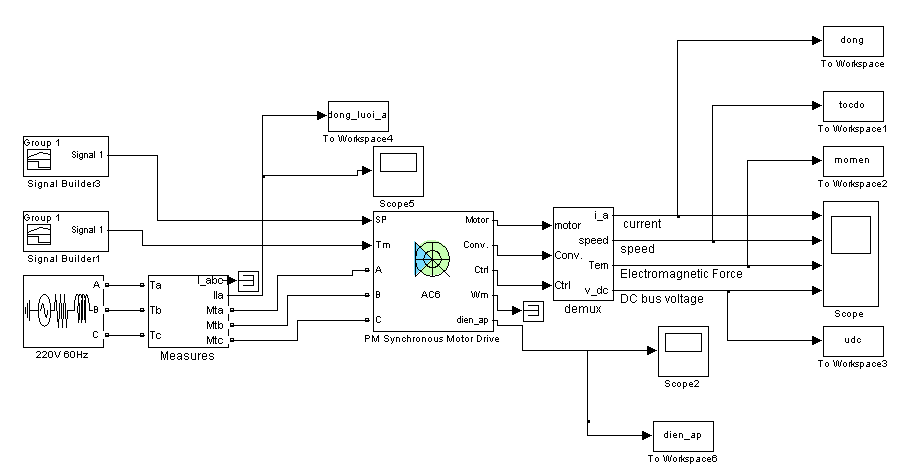 dong
To Workspace
tocdo
To Workspace1
dong_luoi_a
To Workspace4
momen
To Workspace2
Group 1
Signal 1
Signal Builder3
Scope5
Group 1
Signal 1
Signal Builder1
SP
Tm
A
B
C
Motor
Conv.
Ctrl
Wm
dien_ap
AC6
PM Synchronous Motor Drive
motor
Conv.
Ctrl
i_a
speed
Tem
v_dc
demux
current
speed
Electromagnetic Force
DC bus voltage
Scope
A
B
C
220V 60Hz
Ta
Tb
Tc
I_abc
IIa
Mta
Mtb
Mtc
Measures
udc
To Workspace3
Scope2
dien_ap
To Workspace6